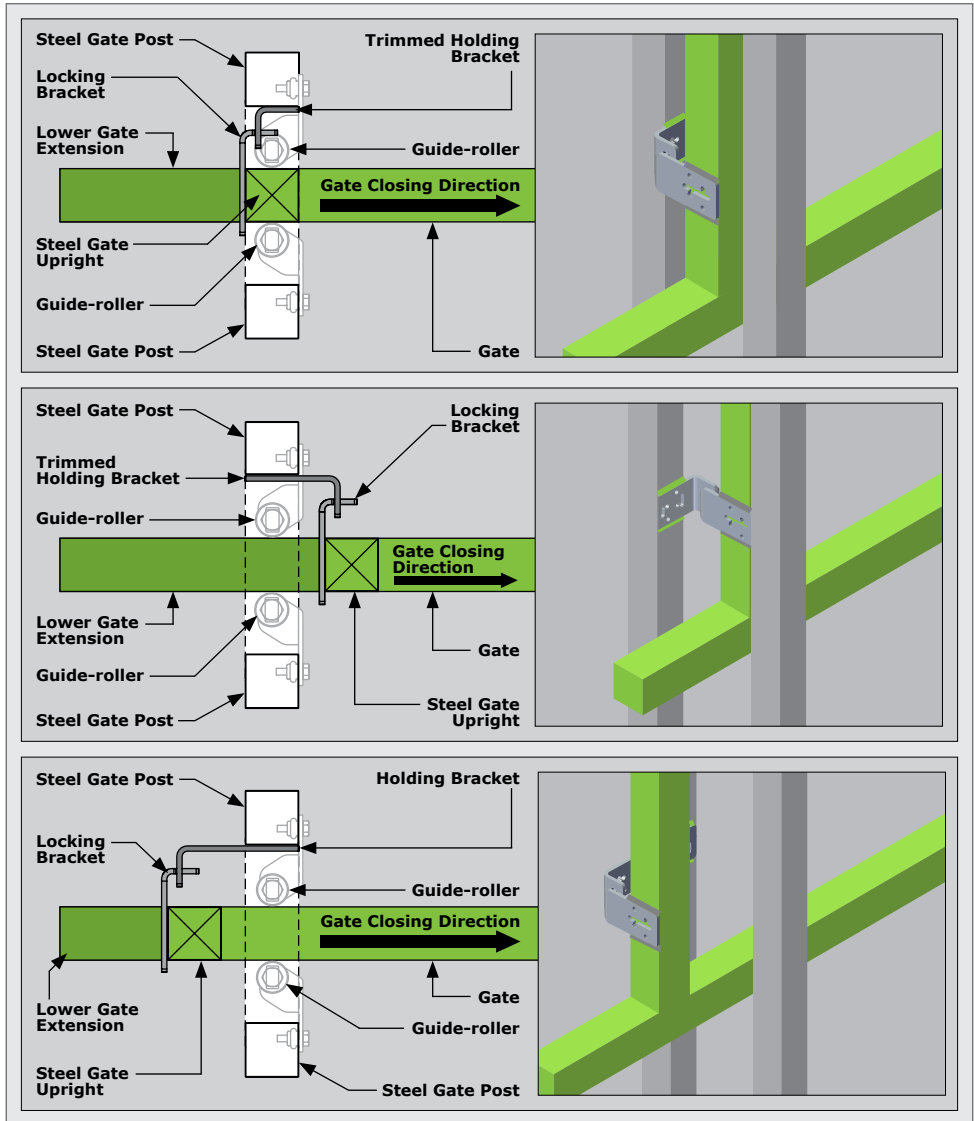 Steel Gate Post
Trimmed Holding
Bracket
Locking
Bracket
Lower Gate
Extension
Guide-roller
Gate Closing Direction
Steel Gate
Upright
Guide-roller
Steel Gate Post
Gate
Steel Gate Post
Locking
Bracket
Trimmed
Holding Bracket
Guide-roller
Gate Closing
Direction
Lower Gate
Extension
Gate
Guide-roller
Steel Gate
Upright
Steel Gate Post
Steel Gate Post
Holding Bracket
Locking
Bracket
Guide-roller
Gate Closing Direction
Gate
Lower Gate
Extension
Guide-roller
Steel Gate
Upright
Steel Gate Post